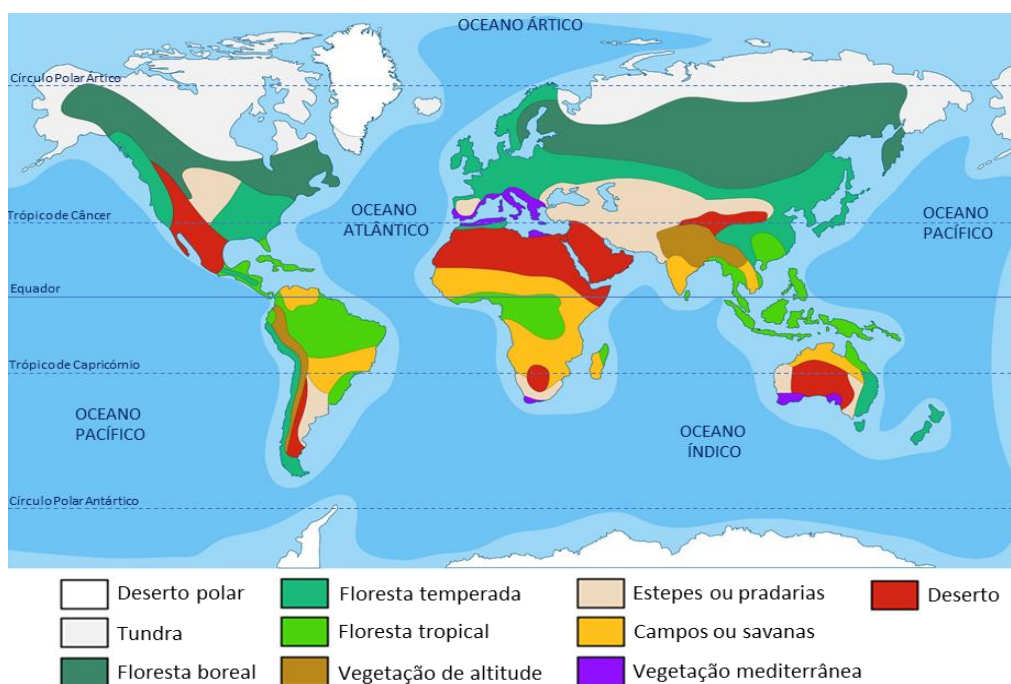 OCEANO ÁRTICO
Círculo Polar Ártico
Trópico de Câncer
OCEANO
ATLÂNTICO
OCEANO
PACÍFICO
Equador
Trópico de Capricórnio
OCEANO
PACÍFICO
OCEANO
ÍNDICO
Círculo Polar Antártico
Deserto polar
Floresta temperada
Estepes ou pradarias
Deserto
Tundra
Floresta tropical
Campos ou savanas
Floresta boreal
Vegetação de altitude
Vegetação mediterrânea